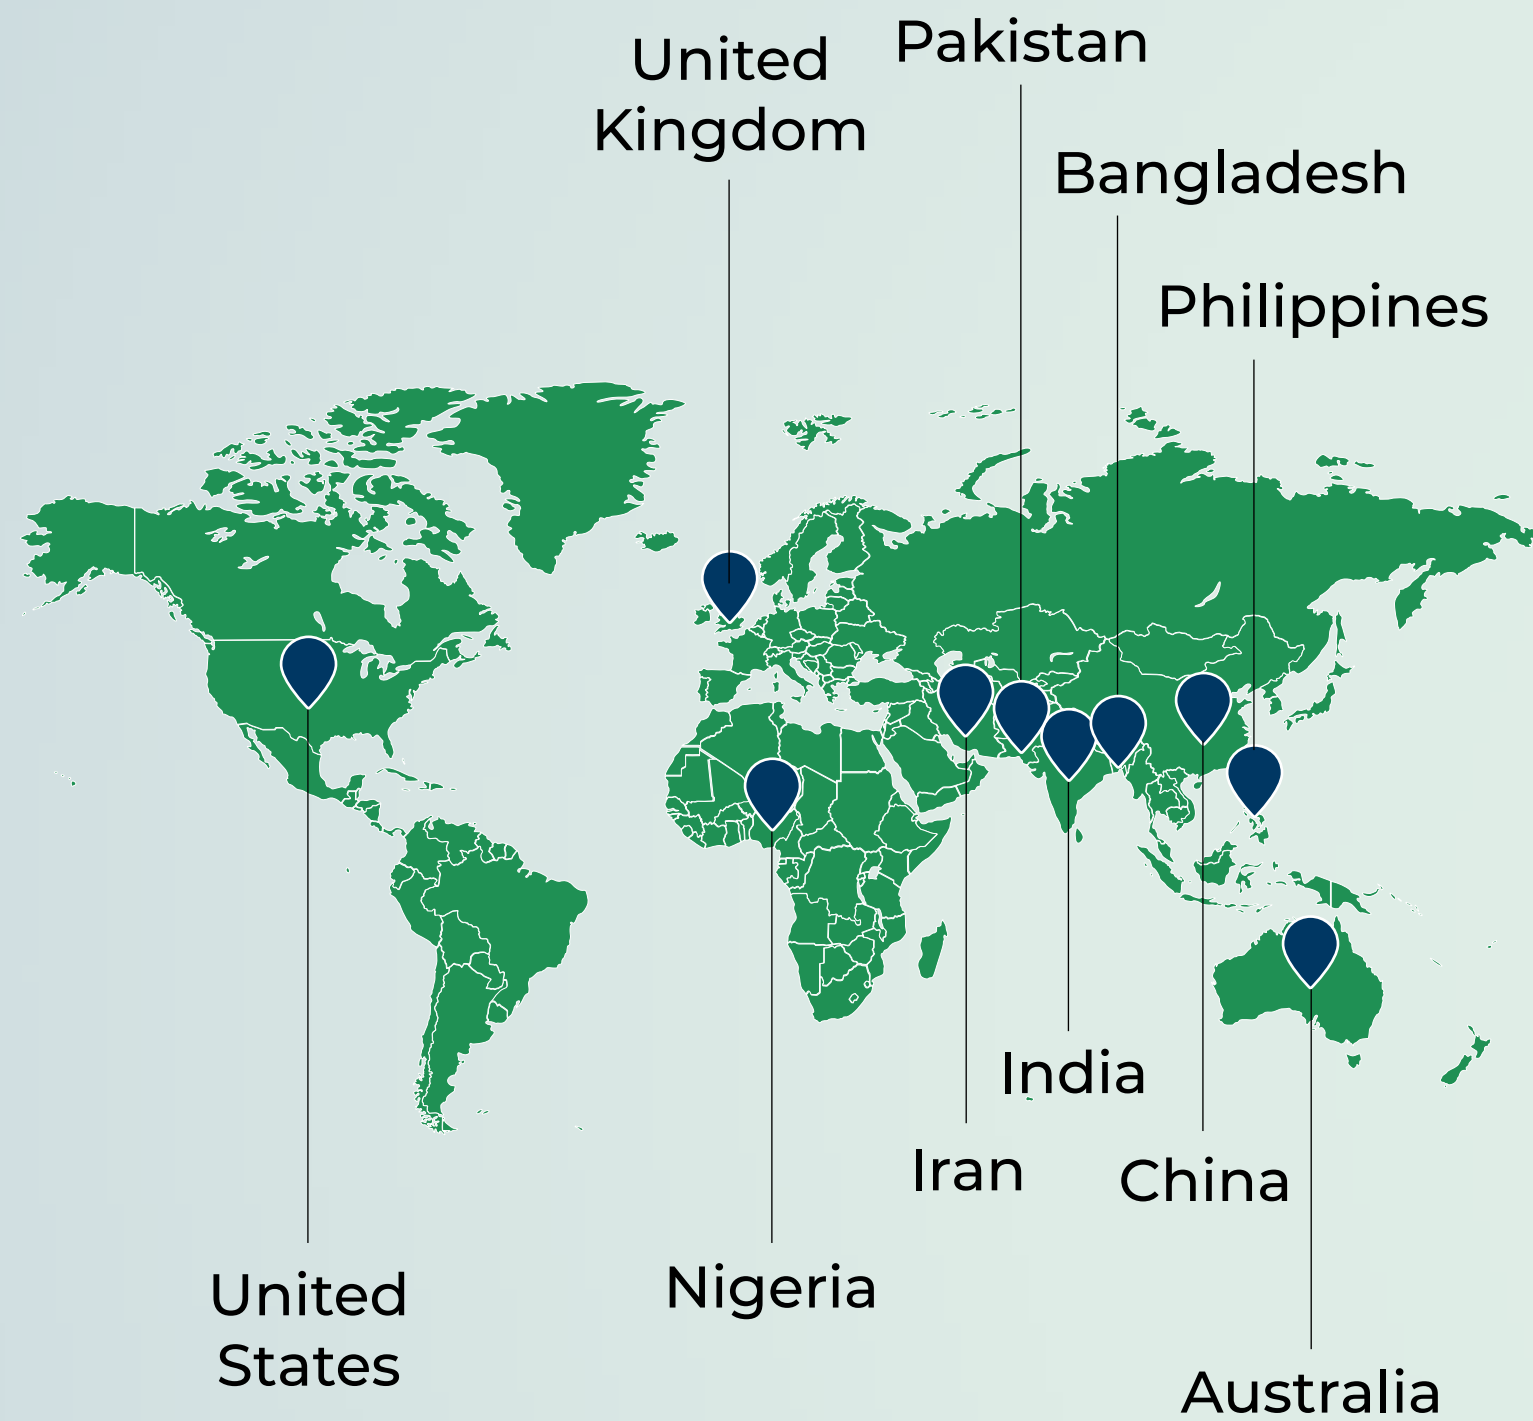 Pakistan
United
Kingdom
Bangladesh
Philippines
India
Iran
China
Nigeria
United
States
Australia